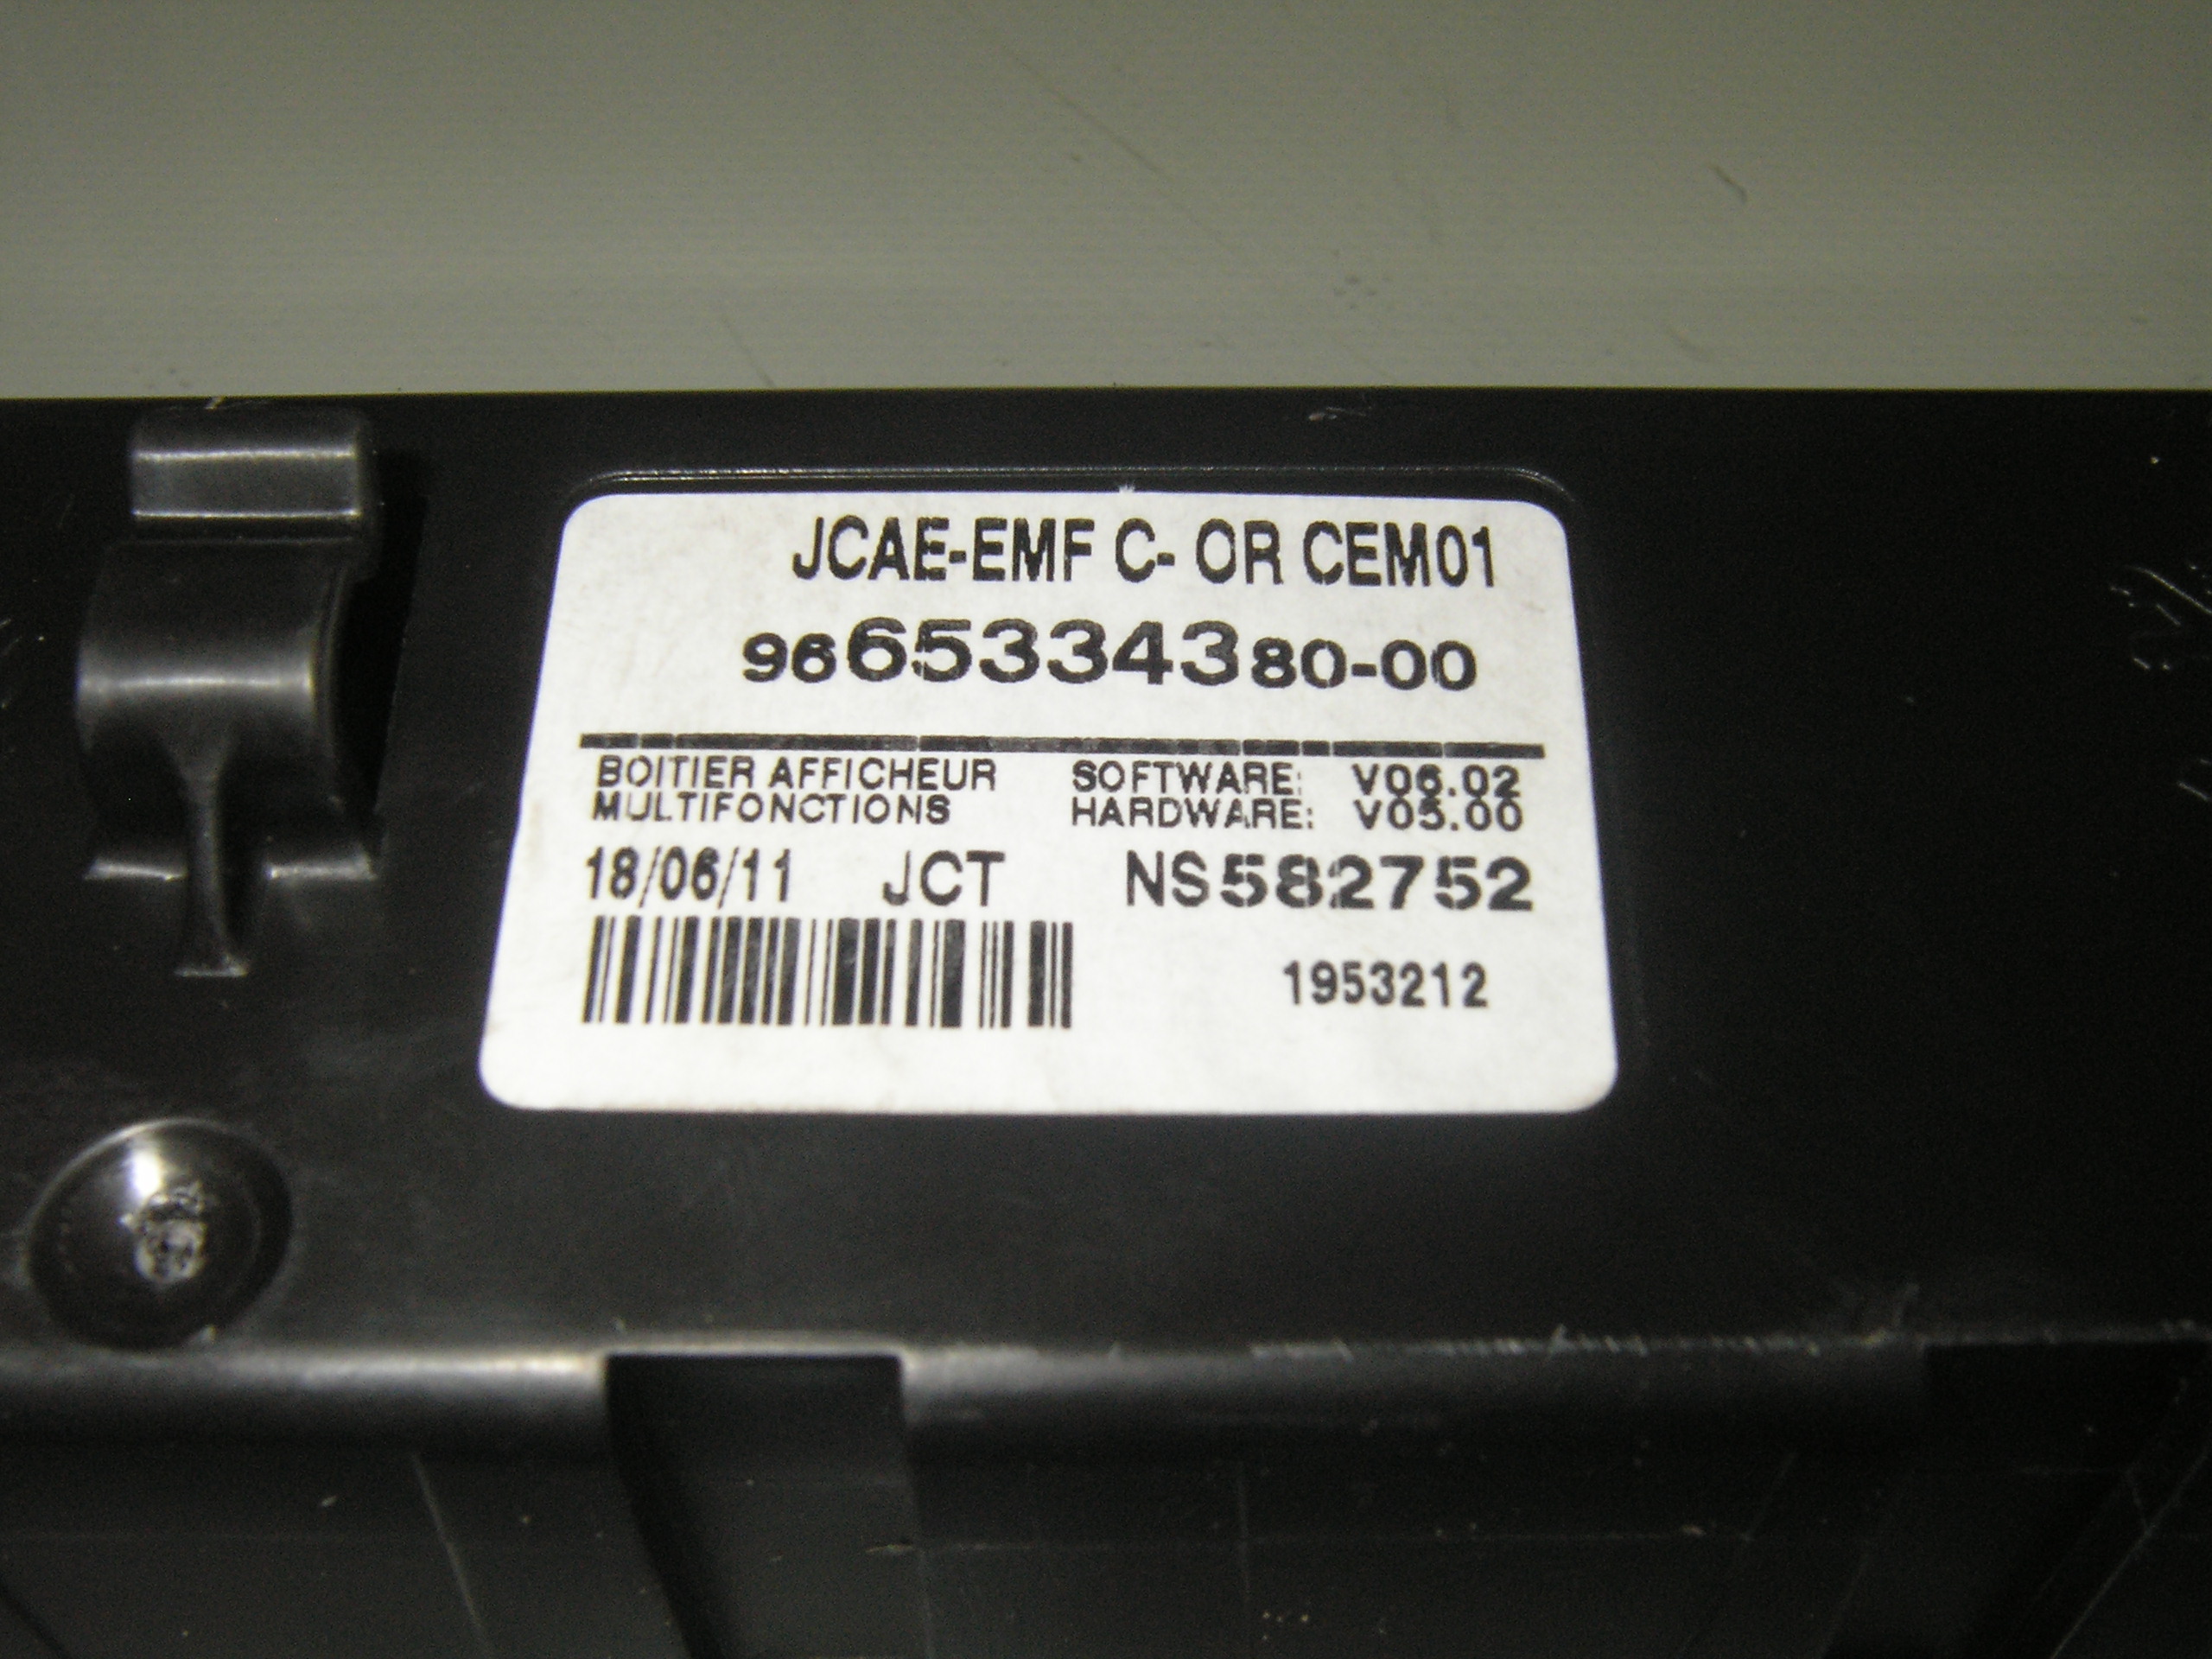 JCAE-EMF C- OR CEM01
9665334380-00
BOITIER AFFICHEUR SOFTWARE: V06.02
MULTIFONCTIONS HARDWARE: V05.00
18/06/11 JCT NS582752
1953212